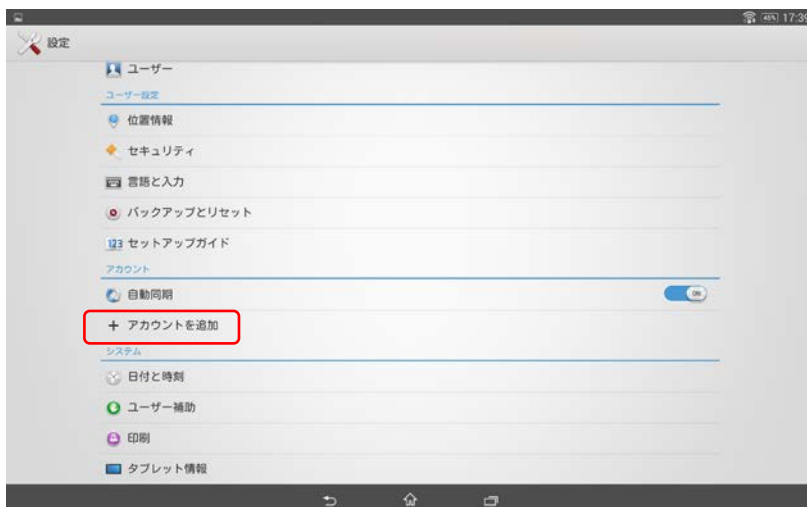 45% 17:39
設定
ユーザー
ユーザー設定
位置情報
セキュリティ
言語と入力
バックアップとリセット
123 セットアップガイド
アカウント
自動同期 ON
+ アカウントを追加
システム
日付と時刻
ユーザー補助
印刷
タブレット情報